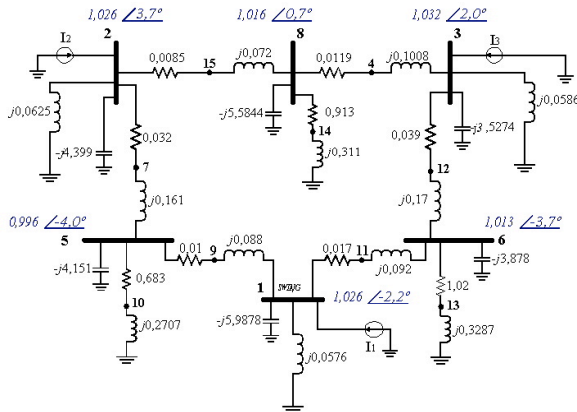 1,026 ∠3,7°
1,016 ∠0,7°
1,032 ∠2,0°
2
8
3
I2
0.0085
15
j0,072
0,0119
4
j0,1008
I3
j0,0625
-j5,5844
0,913
j0,0586
-j4,399
0,032
14
0,039
-j3,5274
7
j0,311
12
j0,161
j0,17
0,996 ∠-4,0°
1,013 ∠-3,7°
5
0,01
9
j0,088
0,017
11
6
-j4,151
j0,092
-j3,878
0,683
1
SWING
1,026 ∠-2,2°
1,02
10
13
j0,2707
-j5,9878
I1
j0,3287
j0,0576